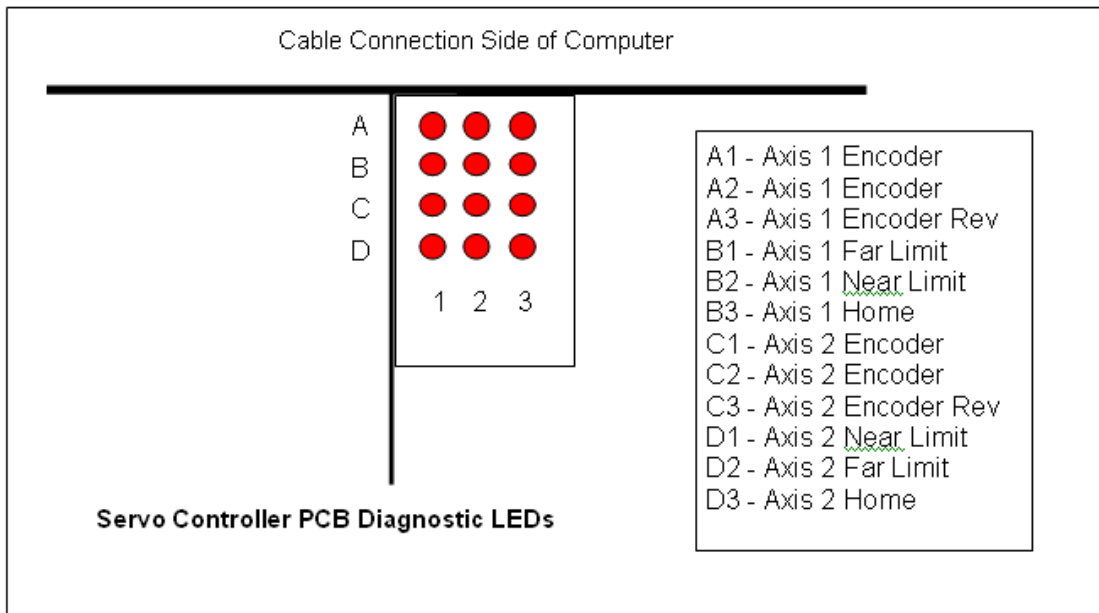 Cable Connection Side of Computer
A
B
C
D
1 2 3
A1 - Axis 1 Encoder
A2 - Axis 1 Encoder
A3 - Axis 1 Encoder Rev
B1 - Axis 1 Far Limit
B2 - Axis 1 Near Limit
B3 - Axis 1 Home
C1 - Axis 2 Encoder
C2 - Axis 2 Encoder
C3 - Axis 2 Encoder Rev
D1 - Axis 2 Near Limit
D2 - Axis 2 Far Limit
D3 - Axis 2 Home
Servo Controller PCB Diagnostic LEDs